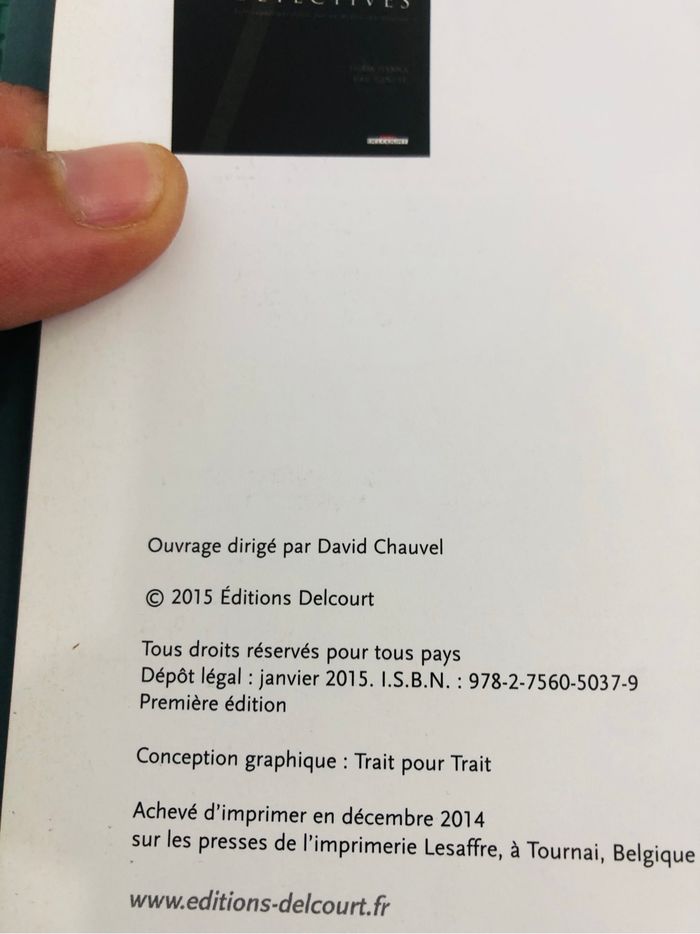 DÉTECTIVES
DELCOURT
Ouvrage dirigé par David Chauvel
© 2015 Éditions Delcourt
Tous droits réservés pour tous pays
Dépôt légal : janvier 2015. I.S.B.N. : 978-2-7560-5037-9
Première édition
Conception graphique : Trait pour Trait
Achevé d'imprimer en décembre 2014
sur les presses de l'imprimerie Lesaffre, à Tournai, Belgique
www.editions-delcourt.fr